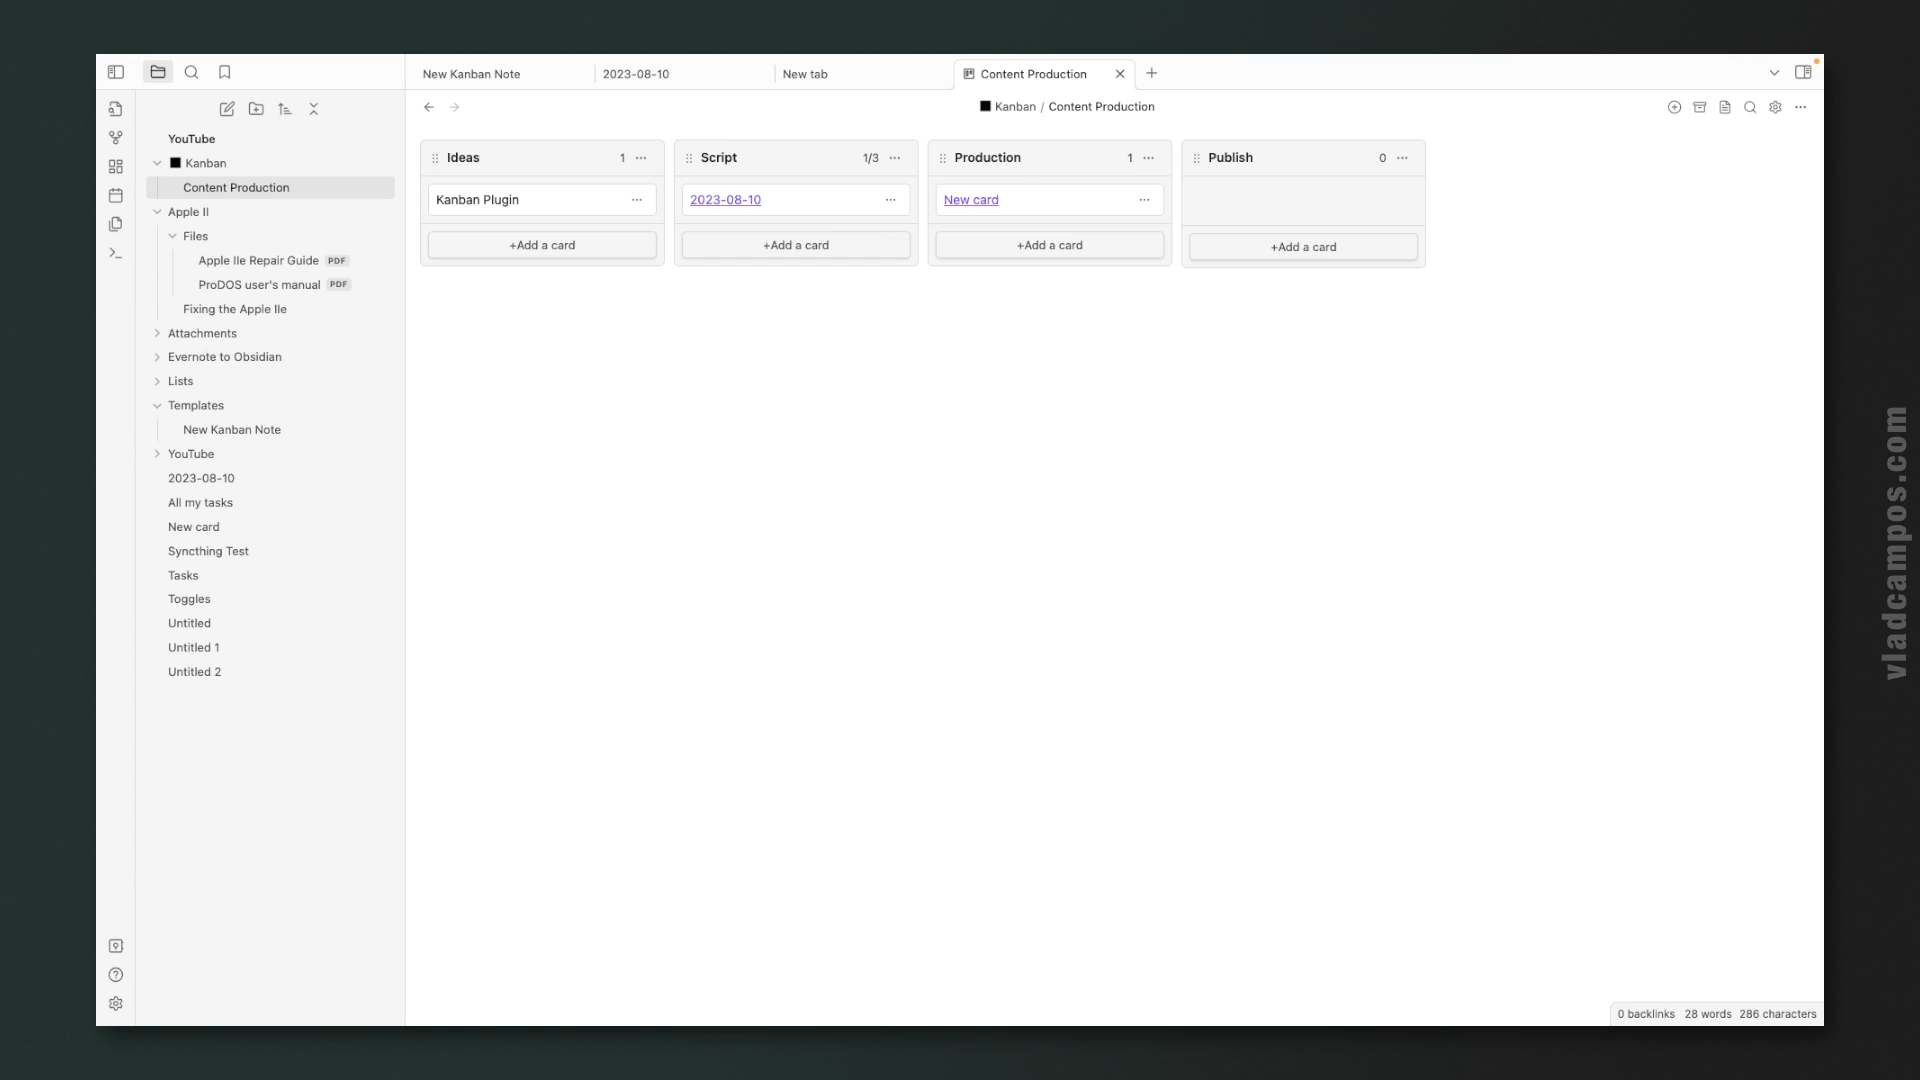 New Kanban Note
2023-08-10
New tab
Content Production
Kanban / Content Production
YouTube
Kanban
Content Production
Apple II
Files
Apple IIe Repair Guide PDF
ProDOS user's manual PDF
Fixing the Apple IIe
Attachments
Evernote to Obsidian
Lists
Templates
New Kanban Note
YouTube
2023-08-10
All my tasks
New card
Syncthing Test
Tasks
Toggles
Untitled
Untitled 1
Untitled 2
Ideas 1
Kanban Plugin
+Add a card
Script 1/3
2023-08-10
+Add a card
Production 1
New card
+Add a card
Publish 0
+Add a card
0 backlinks 28 words 286 characters
vladcampos.com